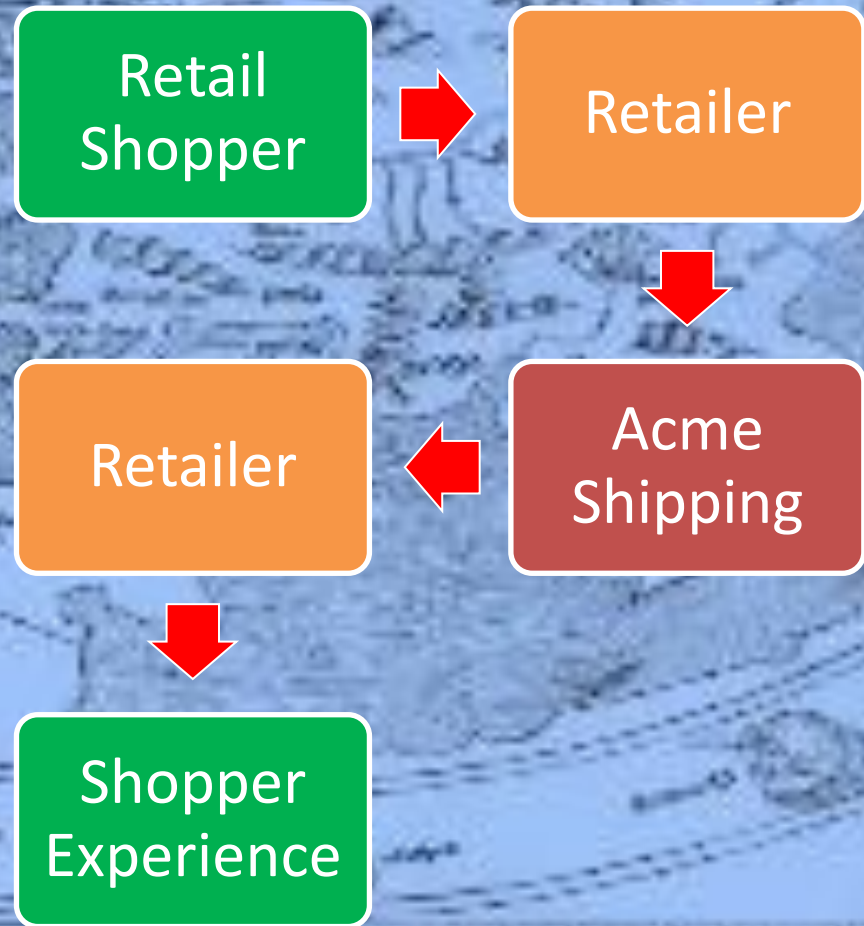 Retail
Shopper
Retailer
Acme
Shipping
Retailer
Shopper
Experience